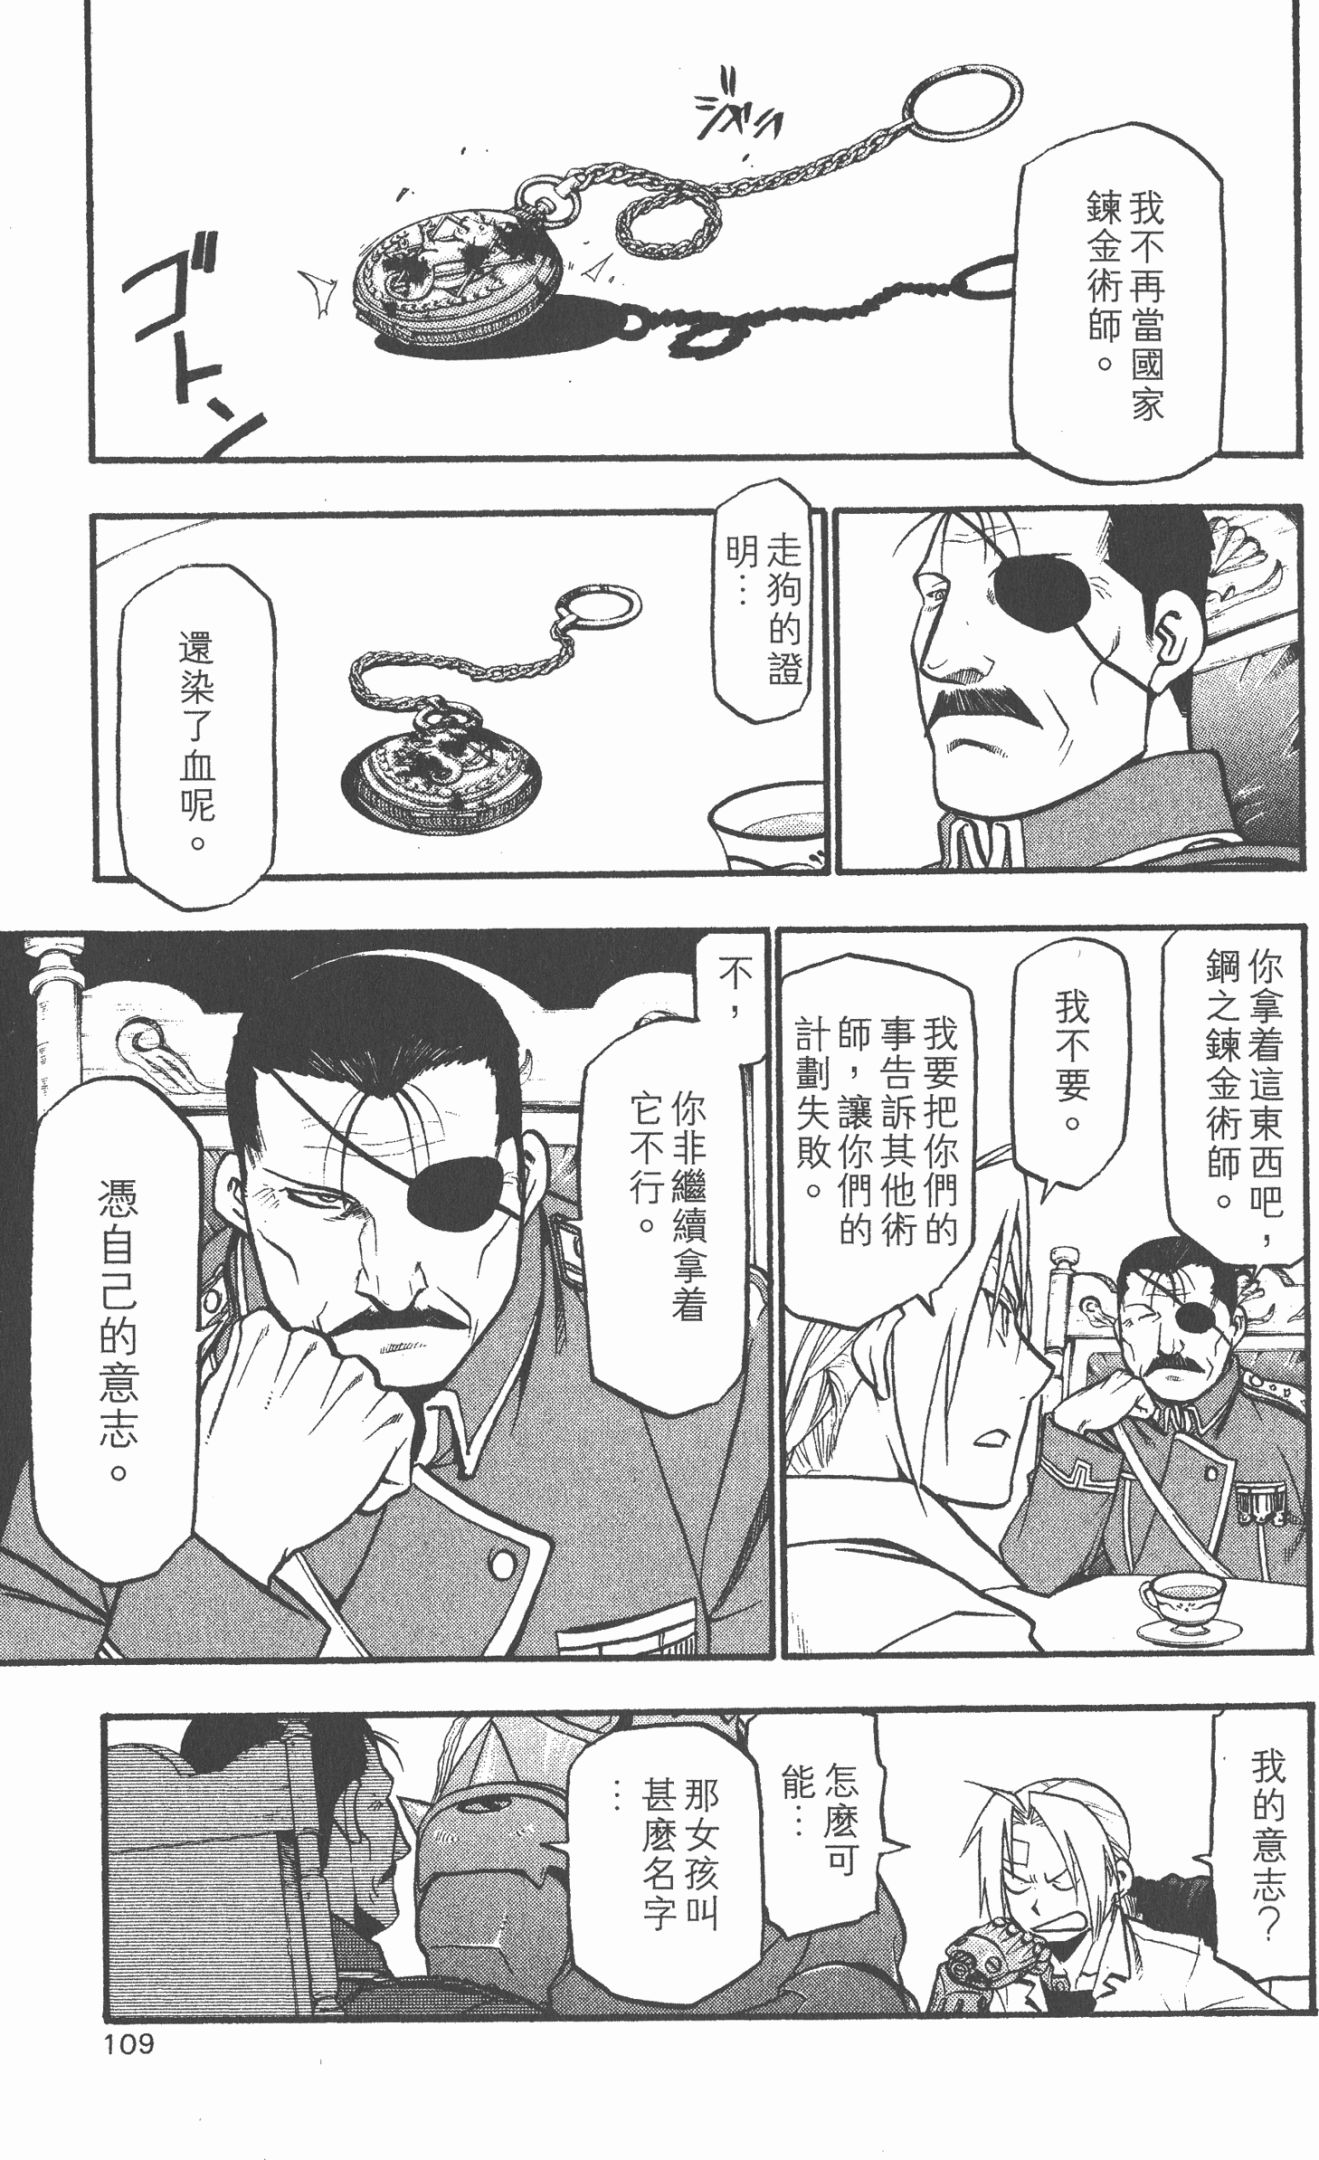 我不再當國家
鍊金術師。
ジャラ
ゴトン
走狗的證
明…
還染了血呢。
你拿着這東西吧，
鋼之鍊金術師。
我不要。
我要把你們的
事告訴其他術
師，讓你們的
計劃失敗。
不，
你非繼續拿着
它不行。
憑自己的意志。
我的意志？
怎麼可
能…
那女孩叫
甚麼名字
…
109